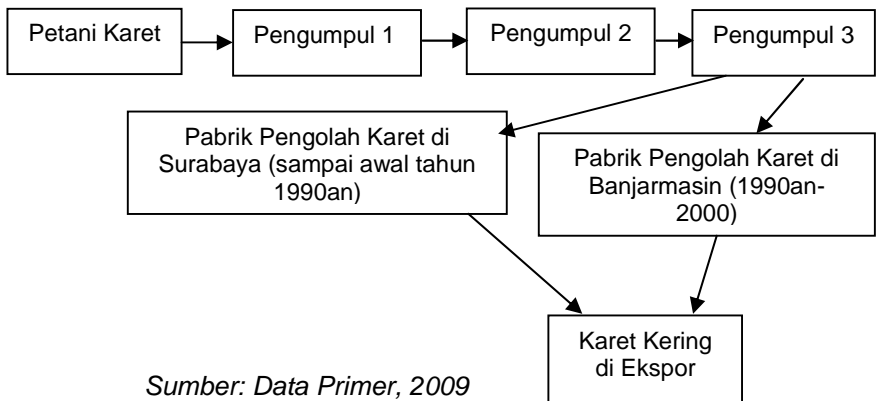 Petani Karet
Pengumpul 1
Pengumpul 2
Pengumpul 3
Pabrik Pengolah Karet di
Surabaya (sampai awal tahun
1990an)
Pabrik Pengolah Karet di
Banjarmasin (1990an-
2000)
Karet Kering
di Ekspor
Sumber: Data Primer, 2009